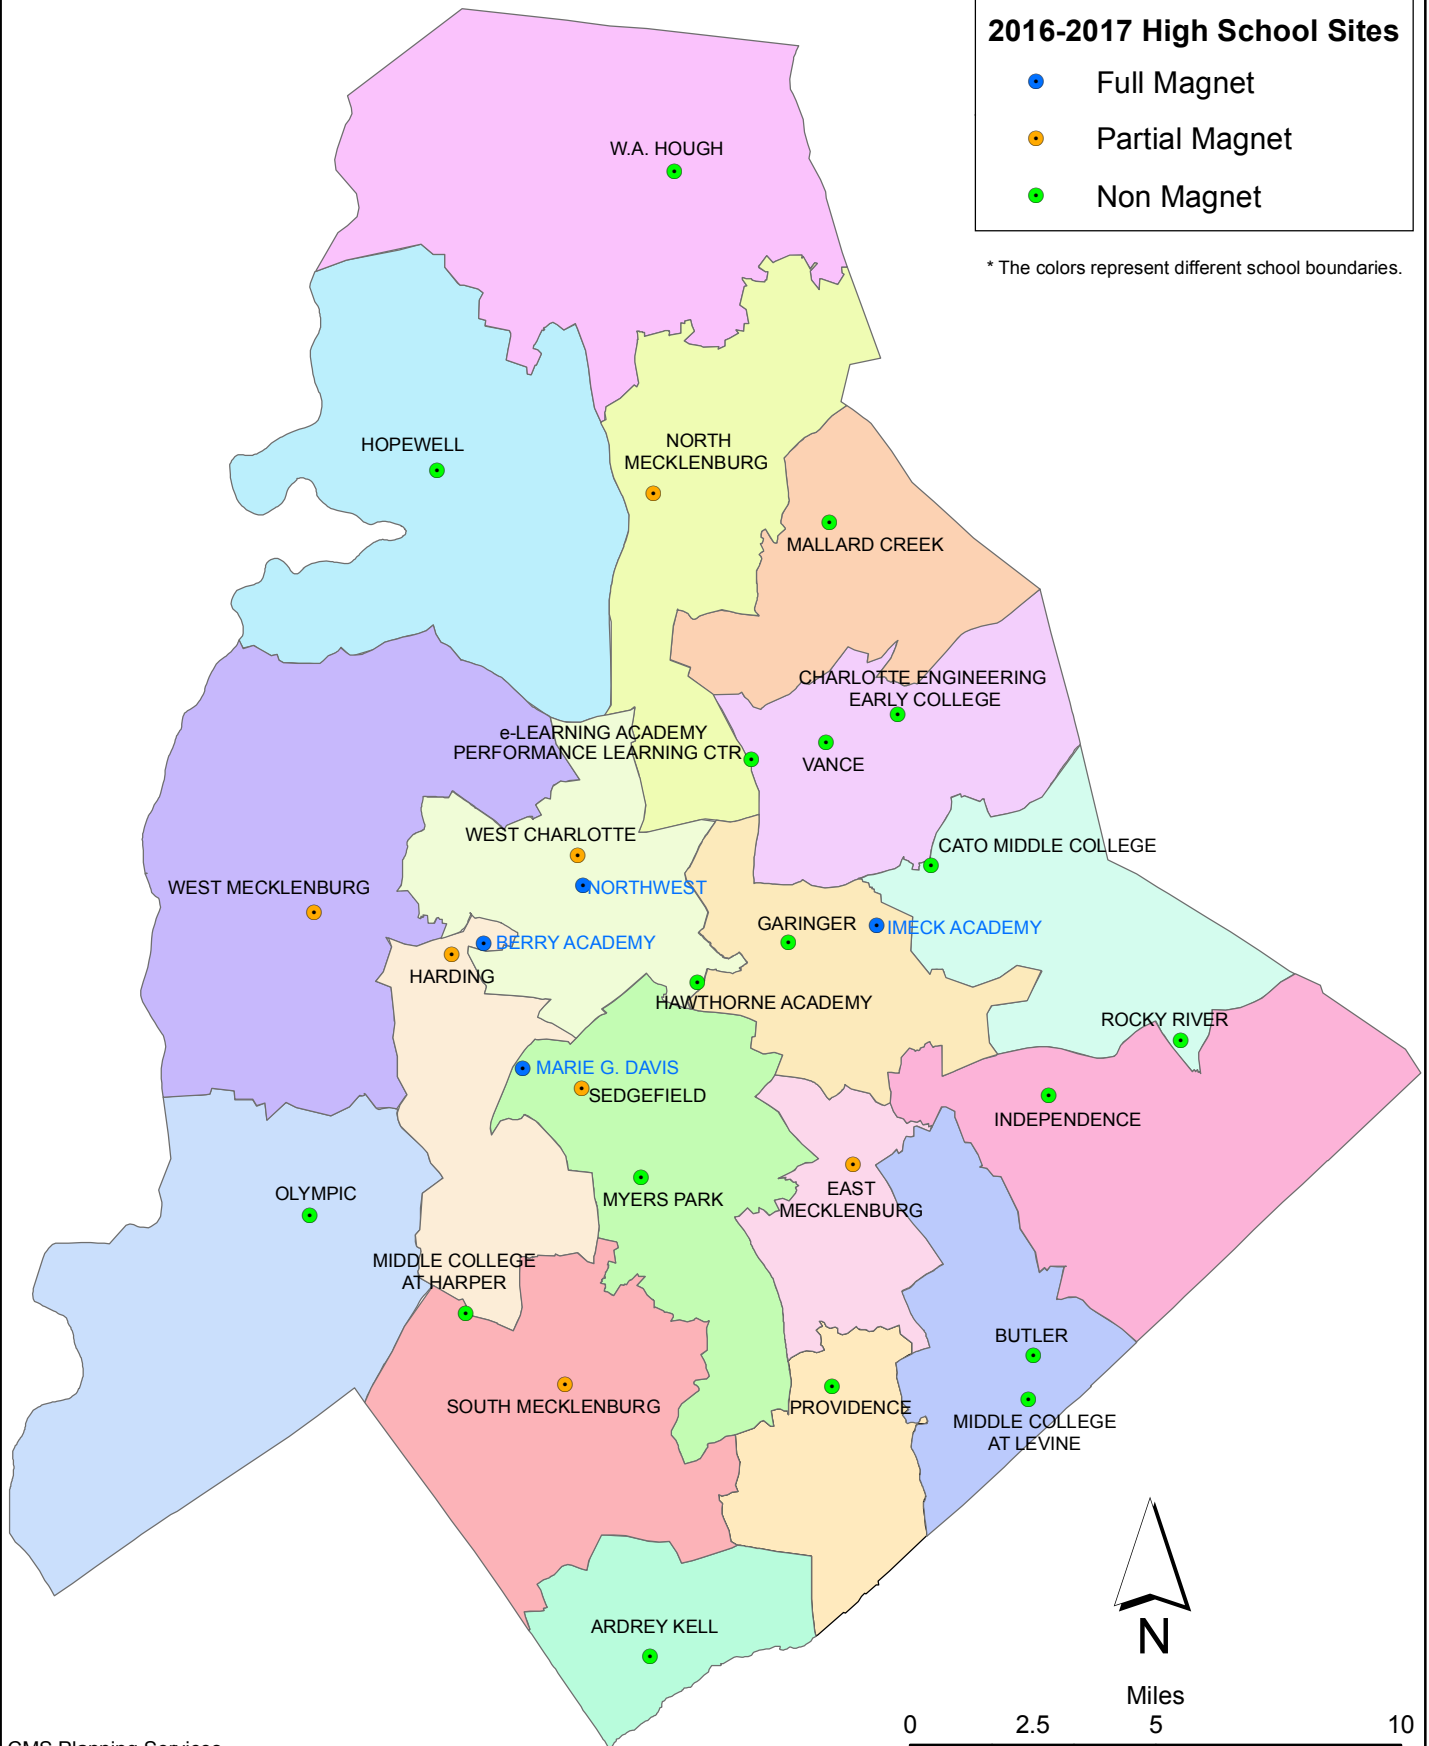 2016-2017 High School Sites
Full Magnet
Partial Magnet
Non Magnet
* The colors represent different school boundaries.
W.A. HOUGH
HOPEWELL
NORTH
MECKLENBURG
MALLARD CREEK
CHARLOTTE ENGINEERING
EARLY COLLEGE
e-LEARNING ACADEMY
PERFORMANCE LEARNING CTR
VANCE
WEST CHARLOTTE
CATO MIDDLE COLLEGE
WEST MECKLENBURG
NORTHWEST
GARINGER
IMECK ACADEMY
BERRY ACADEMY
HARDING
HAWTHORNE ACADEMY
ROCKY RIVER
MARIE G. DAVIS
SEDGEFIELD
INDEPENDENCE
OLYMPIC
MYERS PARK
EAST
MECKLENBURG
MIDDLE COLLEGE
AT HARPER
BUTLER
SOUTH MECKLENBURG
PROVIDENCE
MIDDLE COLLEGE
AT LEVINE
ARDREY KELL
N
Miles
0 2.5 5 10
CMS Planning Services